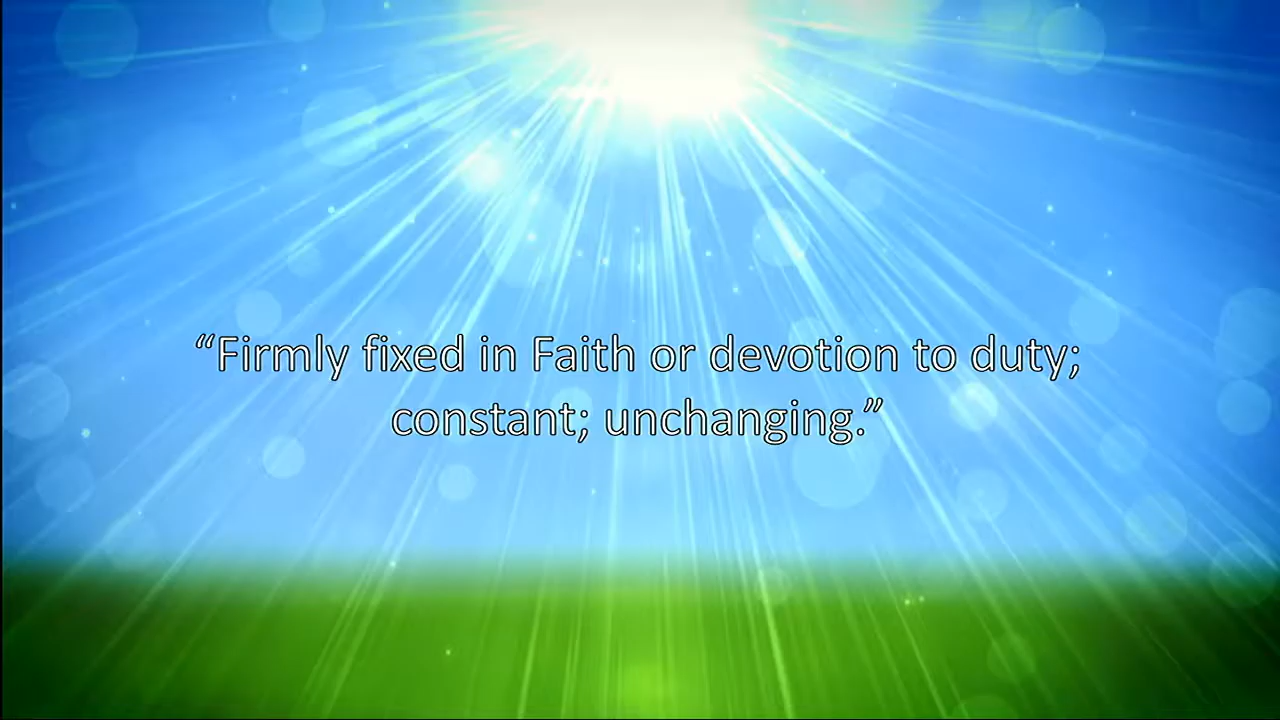 “Firmly fixed in Faith or devotion to duty;
constant; unchanging.”